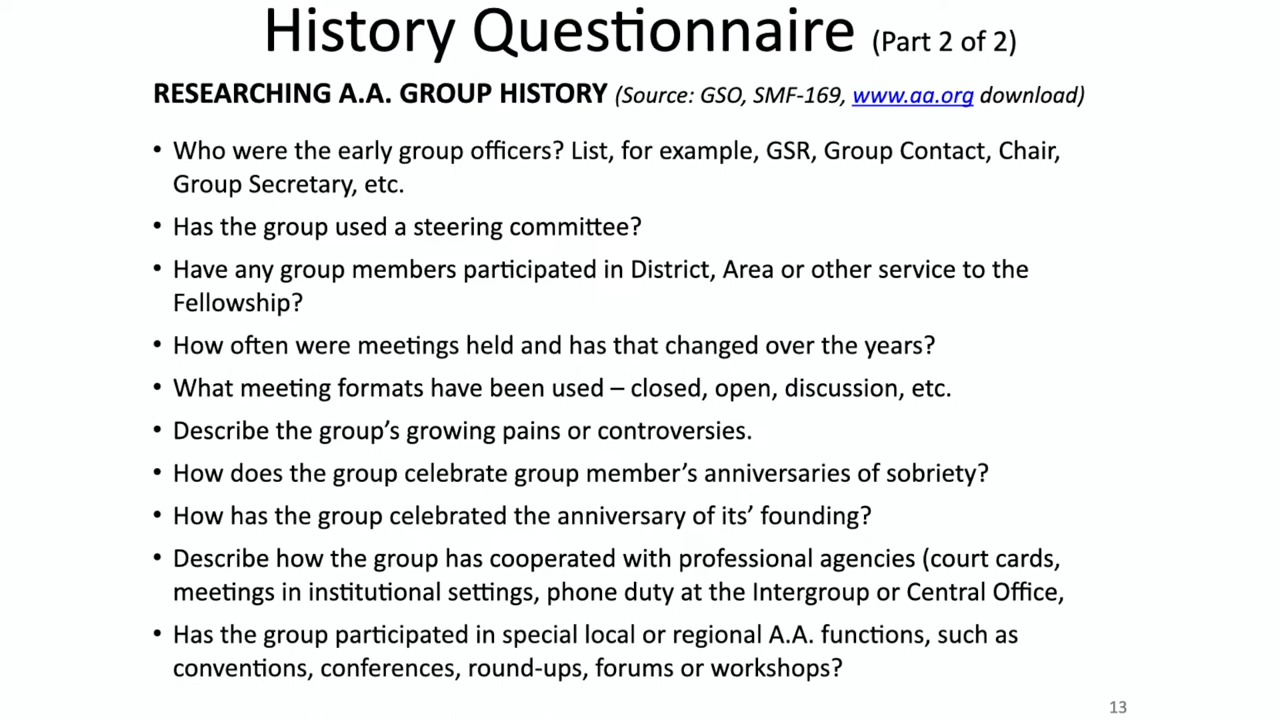 History Questionnaire (Part 2 of 2)
RESEARCHING A.A. GROUP HISTORY (Source: GSO, SMF-169, www.aa.org download)
• Who were the early group officers? List, for example, GSR, Group Contact, Chair,
Group Secretary, etc.
• Has the group used a steering committee?
• Have any group members participated in District, Area or other service to the
Fellowship?
• How often were meetings held and has that changed over the years?
• What meeting formats have been used – closed, open, discussion, etc.
• Describe the group’s growing pains or controversies.
• How does the group celebrate group member’s anniversaries of sobriety?
• How has the group celebrated the anniversary of its’ founding?
• Describe how the group has cooperated with professional agencies (court cards,
meetings in institutional settings, phone duty at the Intergroup or Central Office,
• Has the group participated in special local or regional A.A. functions, such as
conventions, conferences, round-ups, forums or workshops?
13